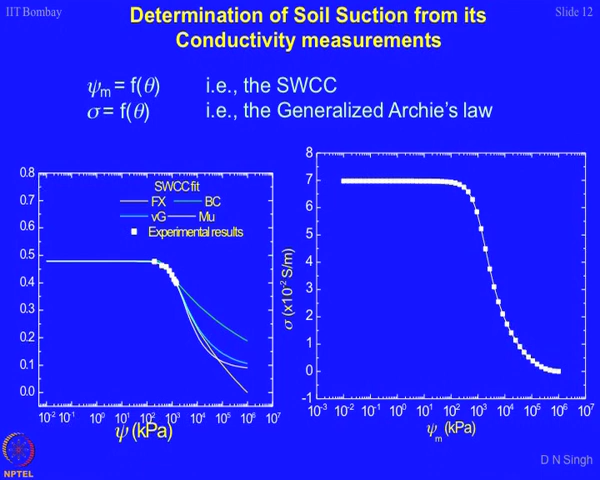 IIT Bombay
Slide 12
Determination of Soil Suction from its
Conductivity measurements
ψm = f(θ) i.e., the SWCC
σ = f(θ) i.e., the Generalized Archie's law
0.8
0.7
0.6
0.5
0.4
0.3
0.2
0.1
0.0
SWCC fit
FX BC
vG Mu
Experimental results
10-2 10-1 100 101 102 103 104 105 106 107
ψ (kPa)
8
7
6
5
4
3
2
1
0
-1
σ (x10-2 S/m)
10-3 10-2 10-1 100 101 102 103 104 105 106 107
ψm (kPa)
NPTEL
D N Singh